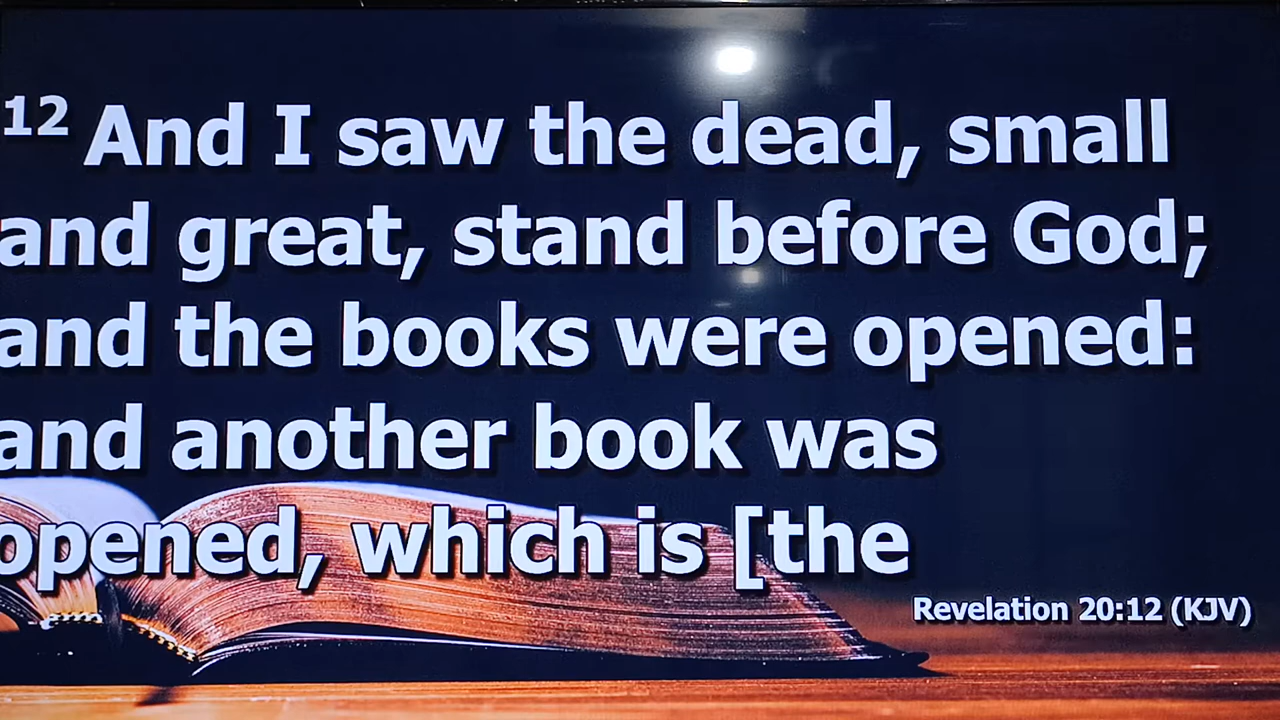 12 And I saw the dead, small
and great, stand before God;
and the books were opened:
and another book was
opened, which is [the
Revelation 20:12 (KJV)